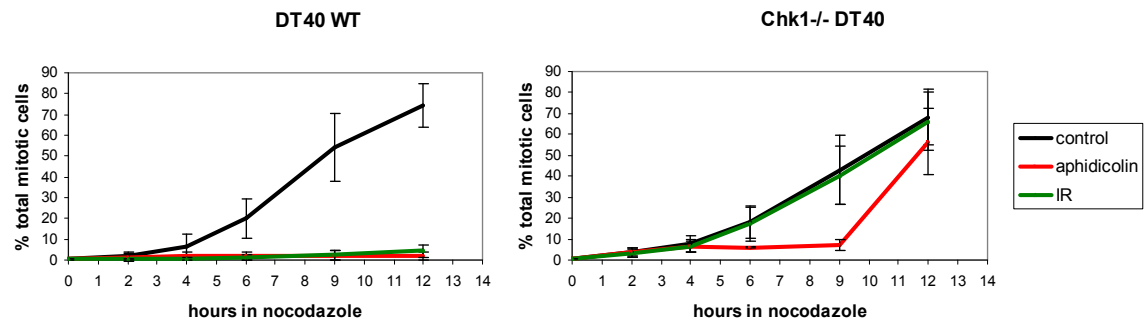 DT40 WT
% total mitotic cells
90
80
70
60
50
40
30
20
10
0
0 1 2 3 4 5 6 7 8 9 10 11 12 13 14
hours in nocodazole
Chk1-/- DT40
% total mitotic cells
90
80
70
60
50
40
30
20
10
0
0 1 2 3 4 5 6 7 8 9 10 11 12 13 14
hours in nocodazole
control
aphidicolin
IR